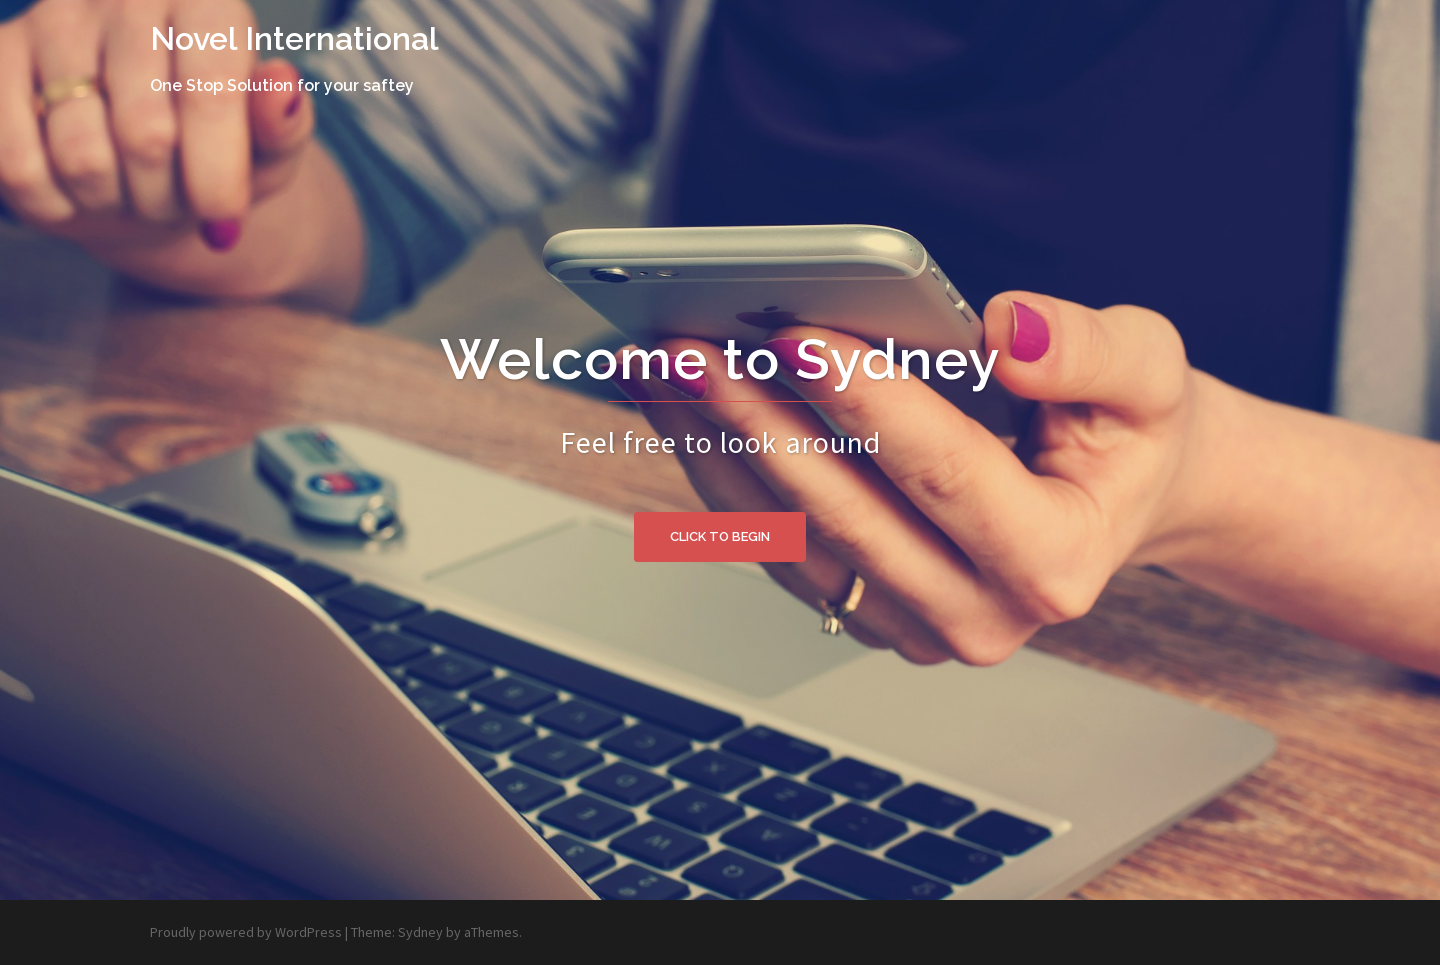 Novel International
One Stop Solution for your saftey
Welcome to Sydney
Feel free to look around
CLICK TO BEGIN
Proudly powered by WordPress | Theme: Sydney by aThemes.